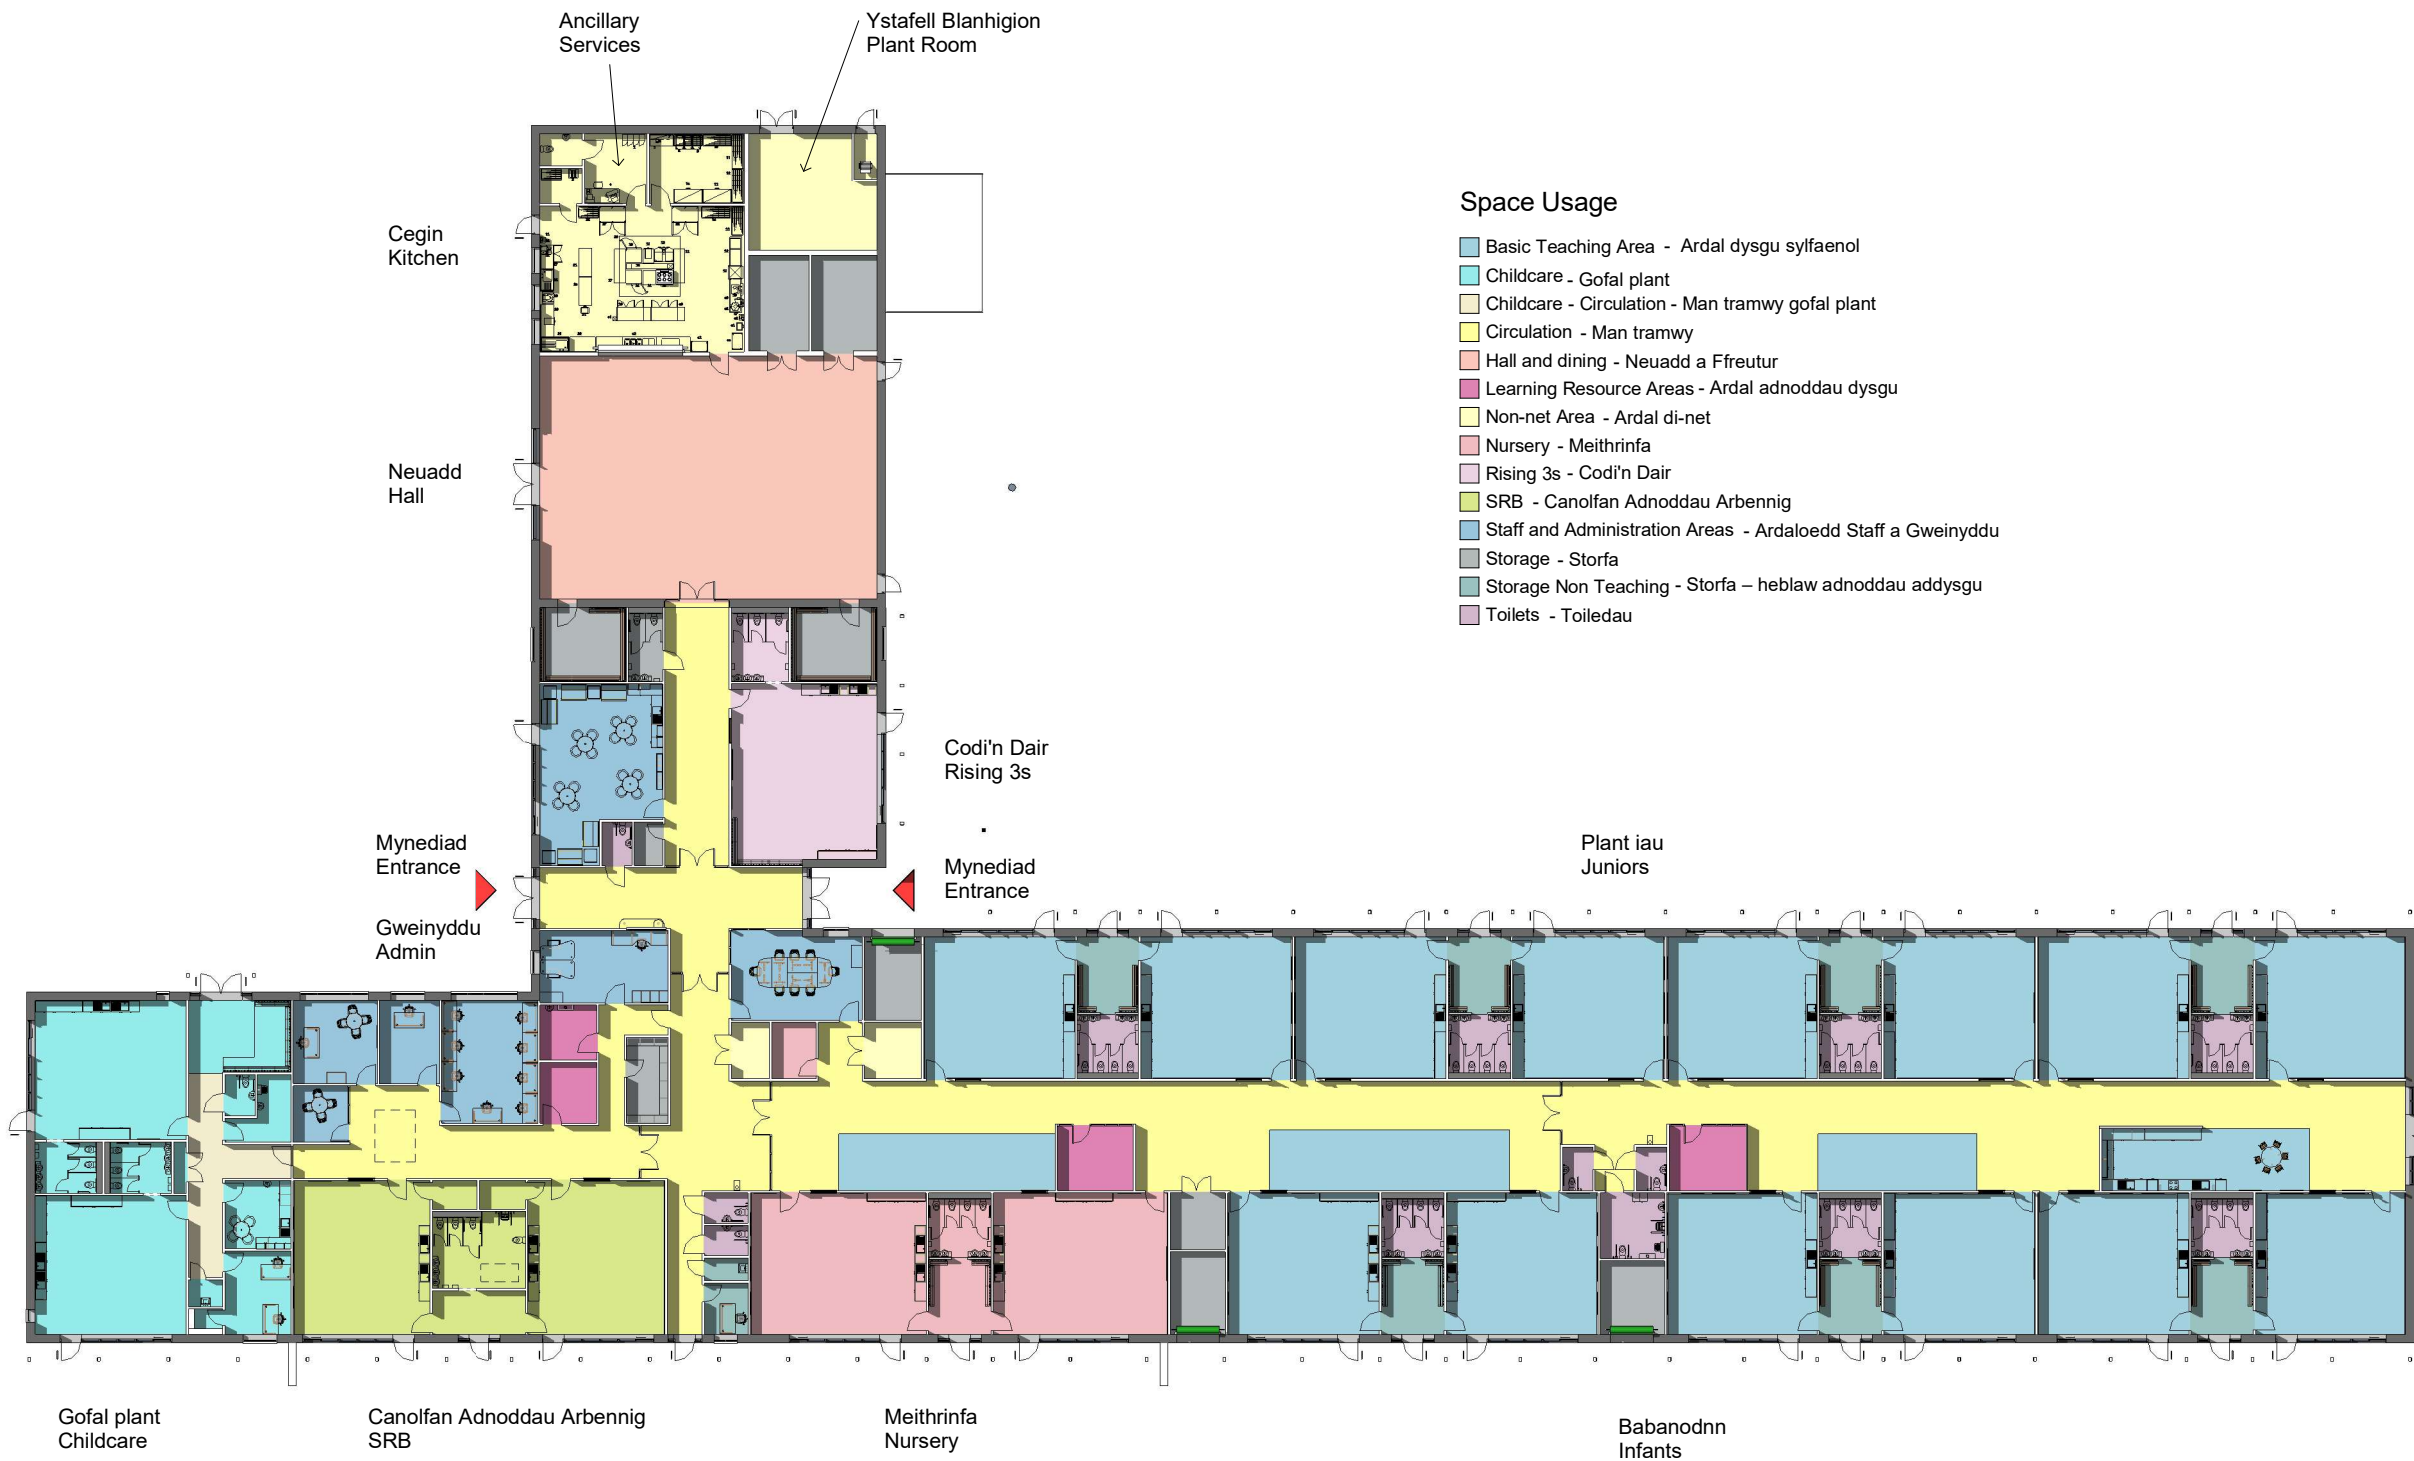 Ancillary
Services
Ystafell Blanhigion
Plant Room
Cegin
Kitchen
Space Usage
Basic Teaching Area - Ardal dysgu sylfaenol
Childcare - Gofal plant
Childcare - Circulation - Man tramwy gofal plant
Circulation - Man tramwy
Hall and dining - Neuadd a Ffreutur
Learning Resource Areas - Ardal adnoddau dysgu
Non-net Area - Ardal di-net
Nursery - Meithrinfa
Rising 3s - Codi'n Dair
SRB - Canolfan Adnoddau Arbennig
Staff and Administration Areas - Ardaloedd Staff a Gweinyddu
Storage - Storfa
Storage Non Teaching - Storfa – heblaw adnoddau addysgu
Toilets - Toiledau
Neuadd
Hall
Codi'n Dair
Rising 3s
Mynediad
Entrance
Mynediad
Entrance
Plant iau
Juniors
Gweinyddu
Admin
Gofal plant
Childcare
Canolfan Adnoddau Arbennig
SRB
Meithrinfa
Nursery
Babanodnn
Infants